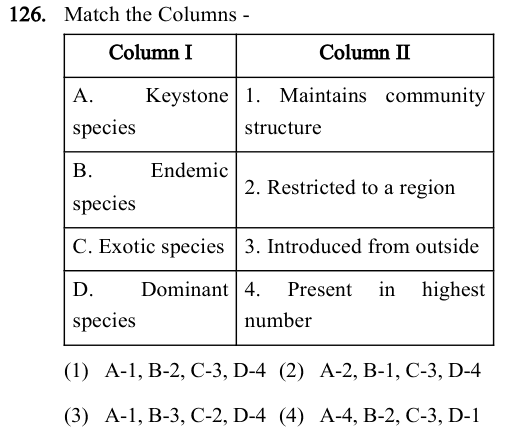 126. Match the Columns -
Column I Column II
A. Keystone species 1. Maintains community structure
B. Endemic species 2. Restricted to a region
C. Exotic species 3. Introduced from outside
D. Dominant species 4. Present in highest number
(1) A-1, B-2, C-3, D-4 (2) A-2, B-1, C-3, D-4
(3) A-1, B-3, C-2, D-4 (4) A-4, B-2, C-3, D-1